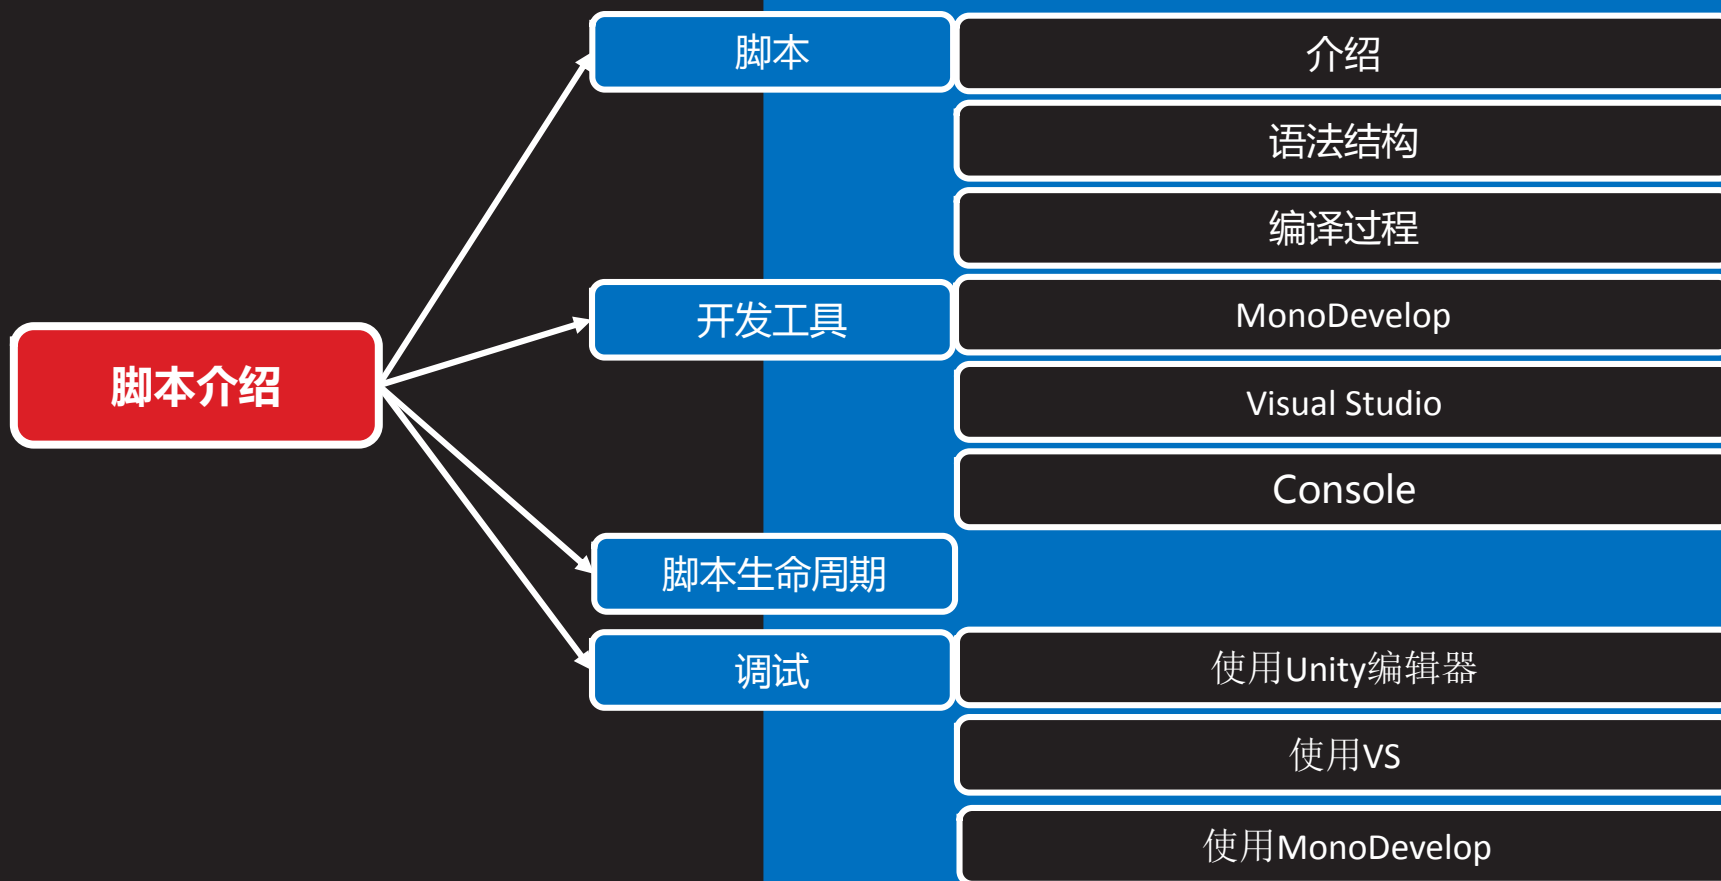 脚本介绍
脚本
介绍
语法结构
编译过程
开发工具
MonoDevelop
Visual Studio
Console
脚本生命周期
调试
使用Unity编辑器
使用VS
使用MonoDevelop